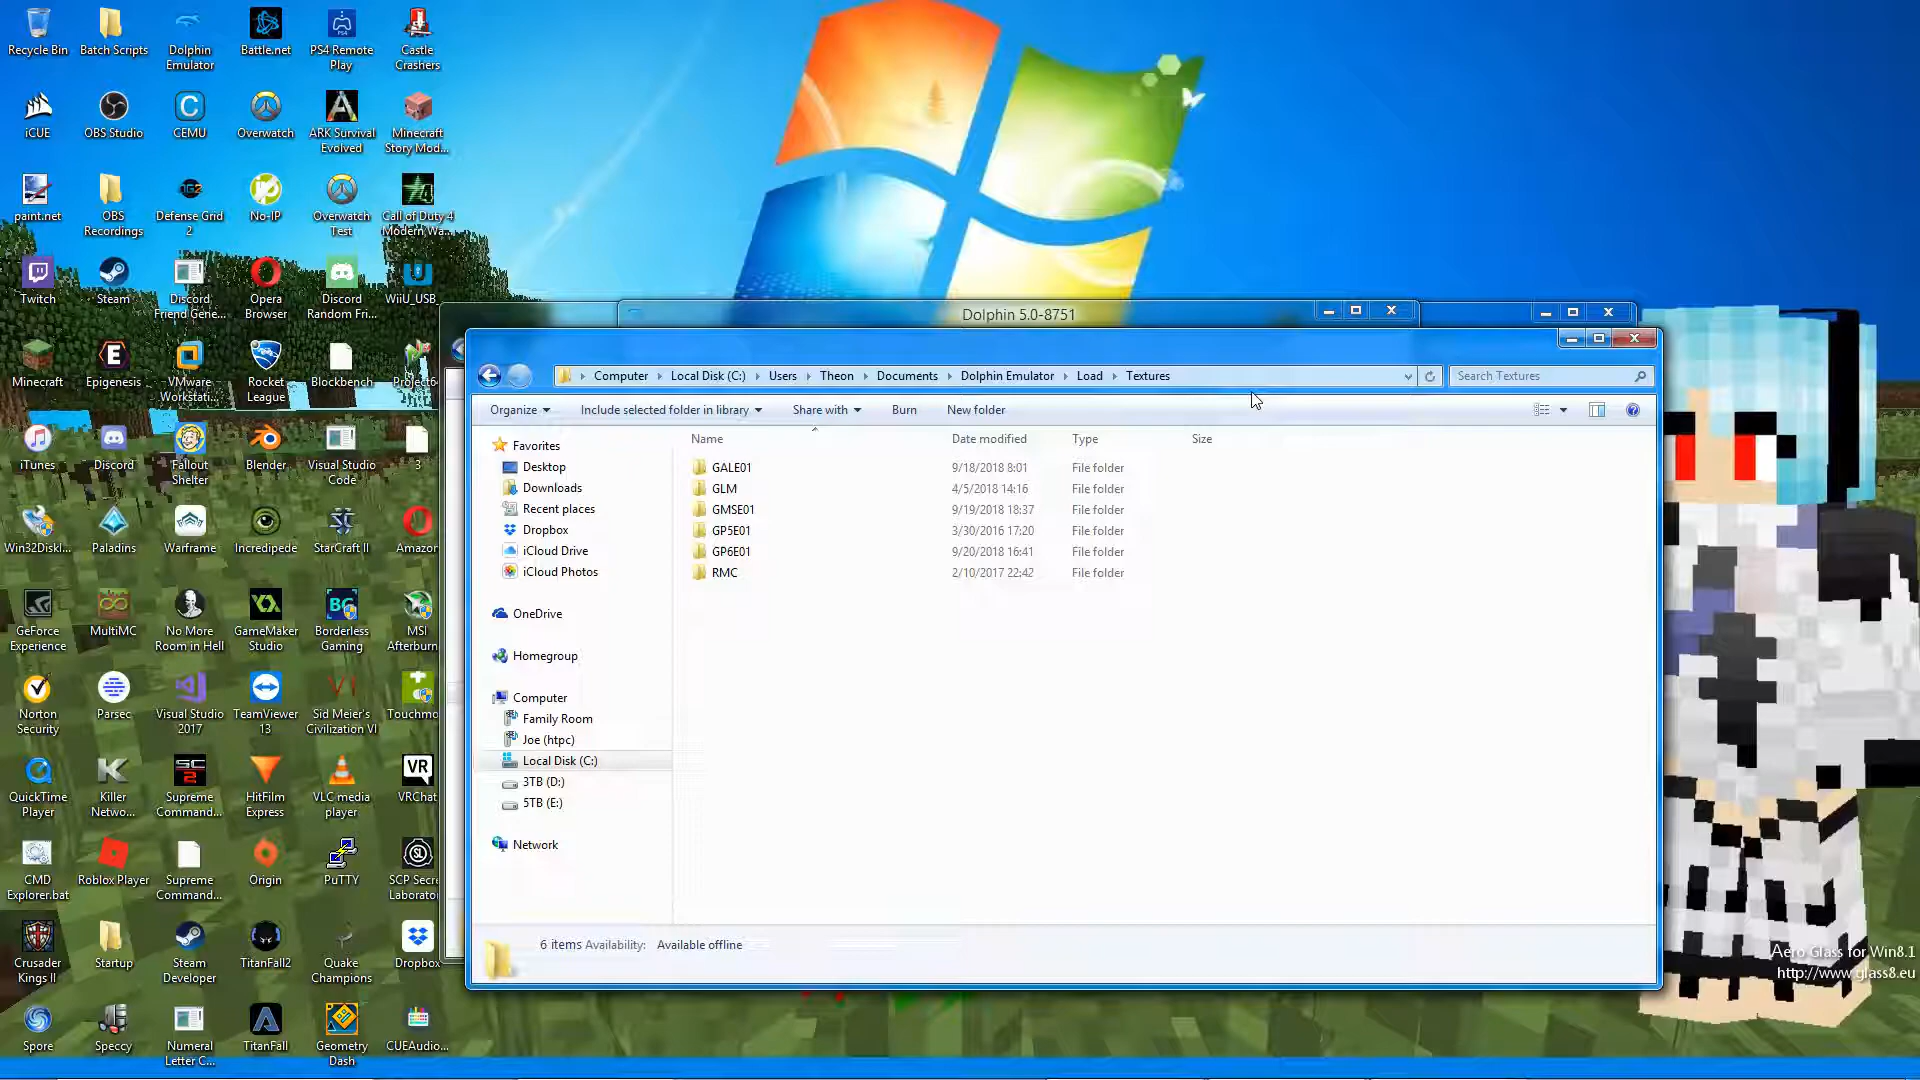 Recycle Bin
Batch Scripts
Dolphin
Emulator
Battle.net
PS4 Remote
Play
Castle
Crashers
iCUE
OBS Studio
CEMU
Overwatch
ARK Survival
Evolved
Minecraft
Story Mod...
paint.net
OBS
Recordings
Defense Grid
2
No-IP
Overwatch
Test
Call of Duty 4
Modern Wa...
Twitch
Steam
Discord
Friend Gene...
Opera
Browser
Discord
Random Fri...
WiiU_USB_
Minecraft
Epigenesis
VMware
Workstati...
Rocket
League
Blockbench
Project6
iTunes
Discord
Fallout
Shelter
Blender
Visual Studio
Code
3
Win32DiskI...
Paladins
Warframe
Incredipede
StarCraft II
Amazon
GeForce
Experience
MultiMC
No More
Room in Hell
GameMaker
Studio
Borderless
Gaming
MSI
Afterburn
Norton
Security
Parsec
Visual Studio
2017
TeamViewer
13
Sid Meier's
Civilization VI
Touchmo
QuickTime
Player
Killer
Netwo...
Supreme
Command...
HitFilm
Express
VLC media
player
VRChat
CMD
Explorer.bat
Roblox Player
Supreme
Command...
Origin
PuTTY
SCP Secre
Laborato
Crusader
Kings II
Startup
Steam
Developer
TitanFall2
Quake
Champions
Dropbox
Spore
Speccy
Numeral
Letter C...
TitanFall
Geometry
Dash
CUEAudio...
Dolphin 5.0-8751
Computer
Local Disk (C:)
Users
Theon
Documents
Dolphin Emulator
Load
Textures
Search Textures
Organize
Include selected folder in library
Share with
Burn
New folder
Name
Date modified
Type
Size
GALE01 9/18/2018 8:01 File folder
GLM 4/5/2018 14:16 File folder
GMSE01 9/19/2018 18:37 File folder
GP5E01 3/30/2016 17:20 File folder
GP6E01 9/20/2018 16:41 File folder
RMC 2/10/2017 22:42 File folder
Favorites
Desktop
Downloads
Recent places
Dropbox
iCloud Drive
iCloud Photos
OneDrive
Homegroup
Computer
Family Room
Joe (htpc)
Local Disk (C:)
3TB (D:)
5TB (E:)
Network
6 items Availability: Available offline
Aero Glass for Win8.1
http://www.glass8.eu